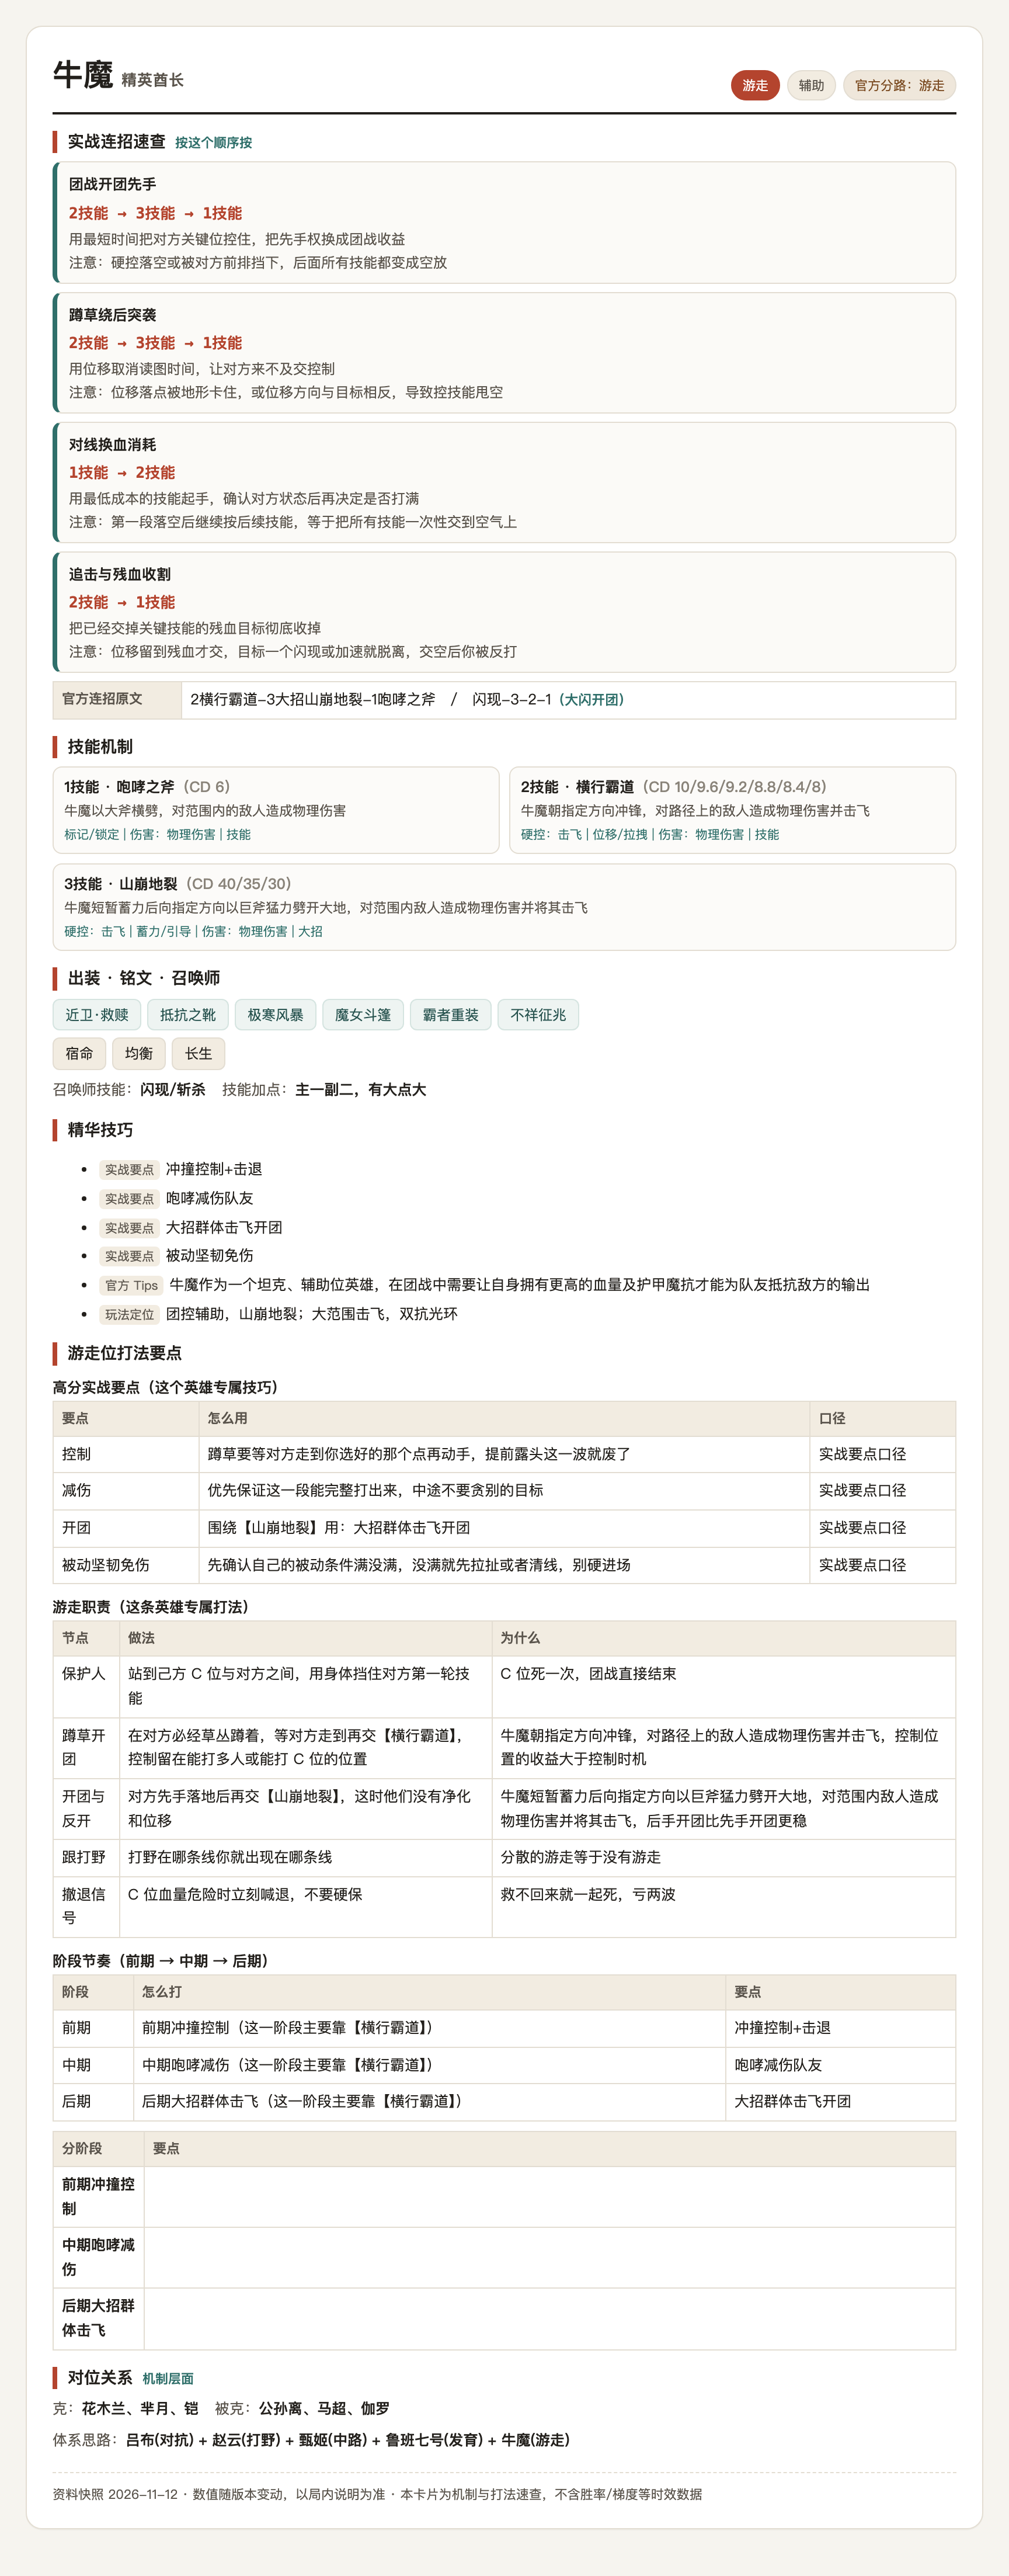 牛魔 精英酋长
游走 辅助 官方分路：游走
实战连招速查 按这个顺序按
团战开团先手
2技能 → 3技能 → 1技能
用最短时间把对方关键位控住，把先手权换成团战收益
注意：硬控落空或被对方前排挡下，后面所有技能都变成空放
蹲草绕后突袭
2技能 → 3技能 → 1技能
用位移取消读图时间，让对方来不及交控制
注意：位移落点被地形卡住，或位移方向与目标相反，导致控技能甩空
对线换血消耗
1技能 → 2技能
用最低成本的技能起手，确认对方状态后再决定是否打满
注意：第一段落空后继续按后续技能，等于把所有技能一次性交到空气上
追击与残血收割
2技能 → 1技能
把已经交掉关键技能的残血目标彻底收掉
注意：位移留到残血才交，目标一个闪现或加速就脱离，交空后你被反打
官方连招原文 2横行霸道-3大招山崩地裂-1咆哮之斧 / 闪现-3-2-1（大闪开团）
技能机制
1技能 · 咆哮之斧（CD 6）
牛魔以大斧横劈，对范围内的敌人造成物理伤害
标记/锁定 | 伤害：物理伤害 | 技能
2技能 · 横行霸道（CD 10/9.6/9.2/8.8/8.4/8）
牛魔朝指定方向冲锋，对路径上的敌人造成物理伤害并击飞
硬控：击飞 | 位移/拉拽 | 伤害：物理伤害 | 技能
3技能 · 山崩地裂（CD 40/35/30）
牛魔短暂蓄力后向指定方向以巨斧猛力劈开大地，对范围内敌人造成物理伤害并将其击飞
硬控：击飞 | 蓄力/引导 | 伤害：物理伤害 | 大招
出装 · 铭文 · 召唤师
近卫·救赎 抵抗之靴 极寒风暴 魔女斗篷 霸者重装 不祥征兆
宿命 均衡 长生
召唤师技能：闪现/斩杀 技能加点：主一副二，有大点大
精华技巧
• 实战要点 冲撞控制+击退
• 实战要点 咆哮减伤队友
• 实战要点 大招群体击飞开团
• 实战要点 被动坚韧免伤
• 官方 Tips 牛魔作为一个坦克、辅助位英雄，在团战中需要让自身拥有更高的血量及护甲魔抗才能为队友抵抗敌方的输出
• 玩法定位 团控辅助，山崩地裂；大范围击飞，双抗光环
游走位打法要点
高分实战要点（这个英雄专属技巧）
要点 怎么用 口径
控制 蹲草要等对方走到你选好的那个点再动手，提前露头这一波就废了 实战要点口径
减伤 优先保证这一段能完整打出来，中途不要贪别的目标 实战要点口径
开团 围绕【山崩地裂】用：大招群体击飞开团 实战要点口径
被动坚韧免伤 先确认自己的被动条件满没满，没满就先拉扯或者清线，别硬进场 实战要点口径
游走职责（这条英雄专属打法）
节点 做法 为什么
保护人 站到己方 C 位与对方之间，用身体挡住对方第一轮技 C 位死一次，团战直接结束
能
蹲草开 在对方必经草丛蹲着，等对方走到再交【横行霸道】， 牛魔朝指定方向冲锋，对路径上的敌人造成物理伤害并击飞，控制位
团 控制留在能打多人或能打 C 位的位置 置的收益大于控制时机
开团与 对方先手落地后再交【山崩地裂】，这时他们没有净化 牛魔短暂蓄力后向指定方向以巨斧猛力劈开大地，对范围内敌人造成
反开 和位移 物理伤害并将其击飞，后手开团比先手开团更稳
跟打野 打野在哪条线你就出现在哪条线 分散的游走等于没有游走
撤退信 C 位血量危险时立刻喊退，不要硬保 救不回来就一起死，亏两波
号
阶段节奏（前期 → 中期 → 后期）
阶段 怎么打 要点
前期 前期冲撞控制（这一阶段主要靠【横行霸道】） 冲撞控制+击退
中期 中期咆哮减伤（这一阶段主要靠【横行霸道】） 咆哮减伤队友
后期 后期大招群体击飞（这一阶段主要靠【横行霸道】） 大招群体击飞开团
分阶段 要点
前期冲撞控
制
中期咆哮减
伤
后期大招群
体击飞
对位关系 机制层面
克：花木兰、芈月、铠 被克：公孙离、马超、伽罗
体系思路：吕布(对抗) + 赵云(打野) + 甄姬(中路) + 鲁班七号(发育) + 牛魔(游走)
资料快照 2026-11-12 · 数值随版本变动，以局内说明为准 · 本卡片为机制与打法速查，不含胜率/梯度等时效数据